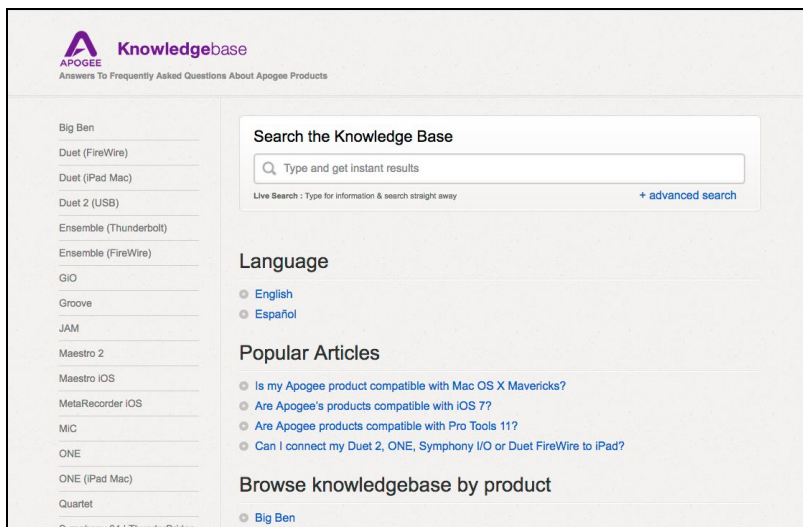 APOGEE
Knowledgebase
Answers To Frequently Asked Questions About Apogee Products
Big Ben
Duet (FireWire)
Duet (iPad Mac)
Duet 2 (USB)
Ensemble (Thunderbolt)
Ensemble (FireWire)
GiO
Groove
JAM
Maestro 2
Maestro iOS
MetaRecorder iOS
MiC
ONE
ONE (iPad Mac)
Quartet
Search the Knowledge Base
Type and get instant results
Live Search : Type for information & search straight away
+ advanced search
Language
English
Español
Popular Articles
Is my Apogee product compatible with Mac OS X Mavericks?
Are Apogee's products compatible with iOS 7?
Are Apogee products compatible with Pro Tools 11?
Can I connect my Duet 2, ONE, Symphony I/O or Duet FireWire to iPad?
Browse knowledgebase by product
Big Ben